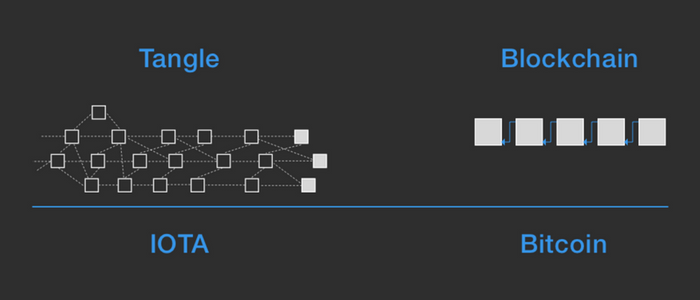 Tangle
Blockchain
IOTA
Bitcoin